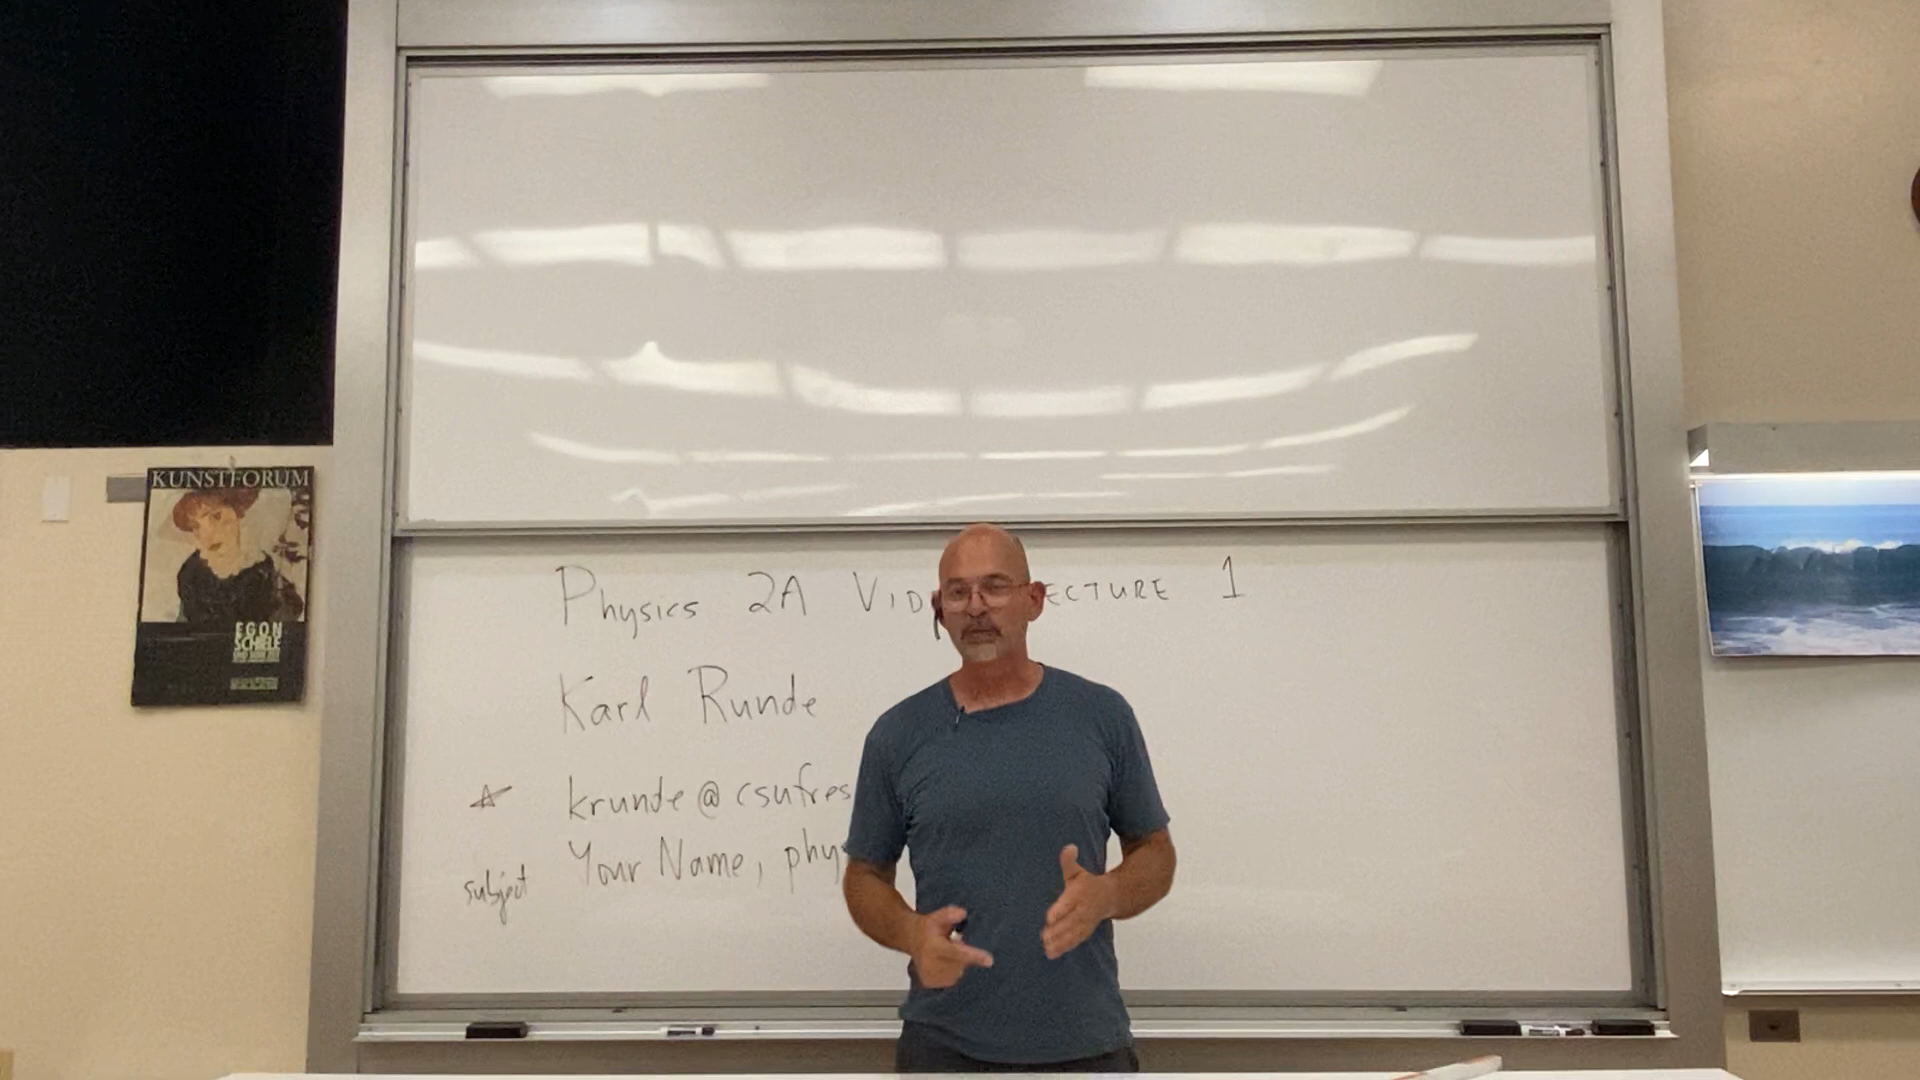 KUNSTFORUM
EGON
SCHIELE
Physics 2A VID ECTURE 1
Karl Runde
krunde@csufres
subject Your Name, phy